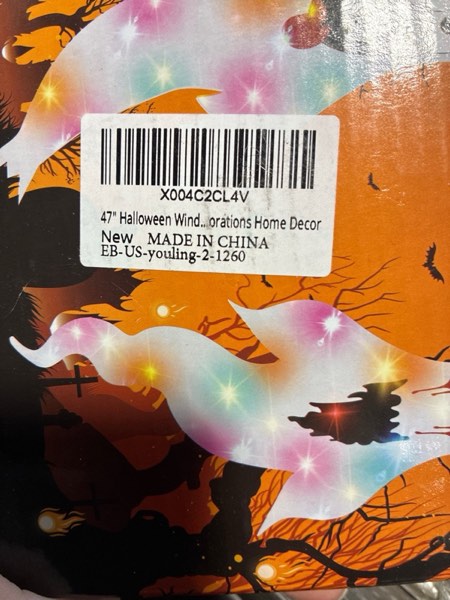 X004C2CL4V
47" Halloween Wind... orations Home Decor
New MADE IN CHINA
EB-US-youling-2-1260